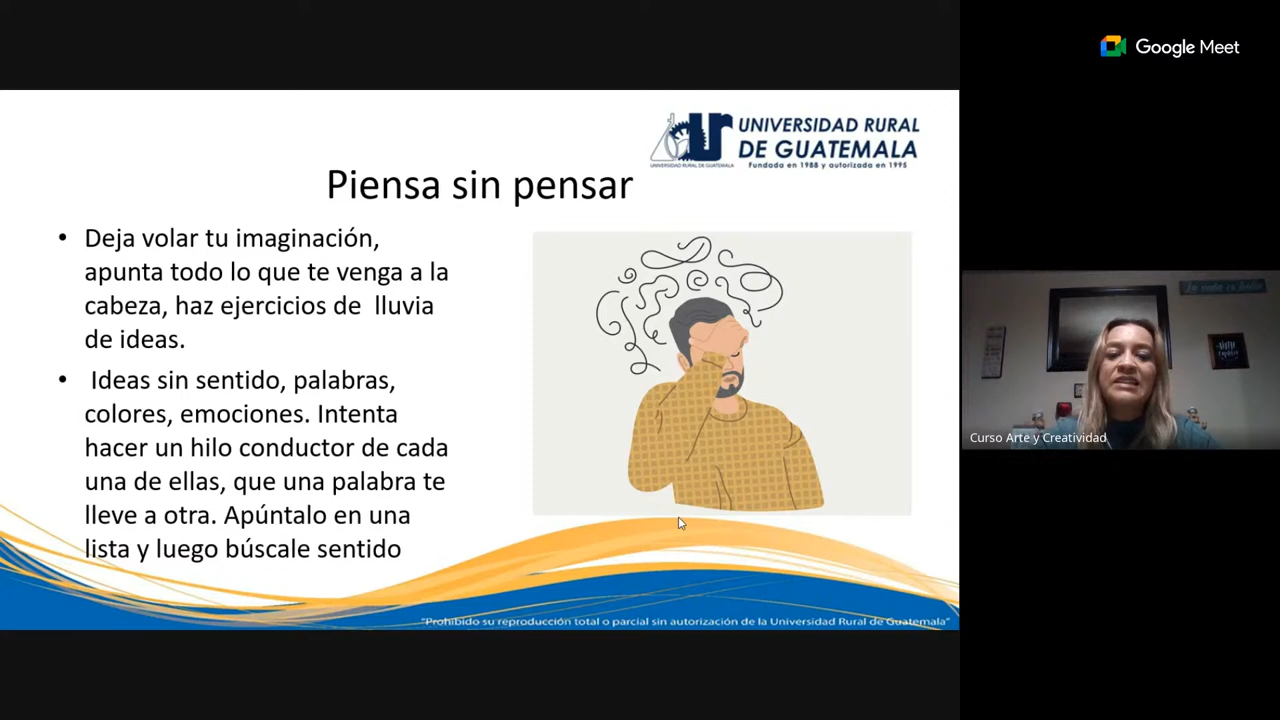 Google Meet
UNIVERSIDAD RURAL
DE GUATEMALA
Fundada en 1988 y autorizada en 1995
UNIVERSIDAD RURAL DE GUATEMALA
Piensa sin pensar
• Deja volar tu imaginación,
apunta todo lo que te venga a la
cabeza, haz ejercicios de lluvia
de ideas.
• Ideas sin sentido, palabras,
colores, emociones. Intenta
hacer un hilo conductor de cada
una de ellas, que una palabra te
lleve a otra. Apúntalo en una
lista y luego búscale sentido
"Prohibido su reproducción total o parcial sin autorización de la Universidad Rural de Guatemala"
Curso Arte y Creatividad